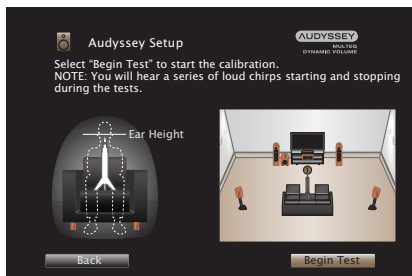 Audyssey Setup
AUDYSSEY
MULTEQ
DYNAMIC VOLUME
Select “Begin Test” to start the calibration.
NOTE: You will hear a series of loud chirps starting and stopping
during the tests.
Ear Height
Back
Begin Test